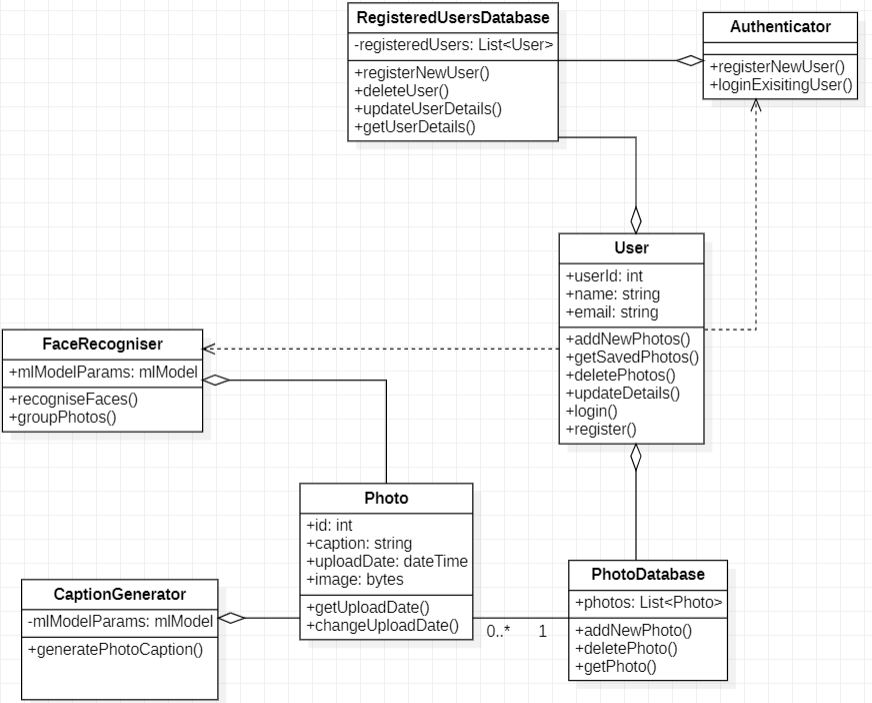 RegisteredUsersDatabase
-registeredUsers: List<User>
+registerNewUser()
+deleteUser()
+updateUserDetails()
+getUserDetails()
Authenticator
+registerNewUser()
+loginExisitingUser()
User
+userId: int
+name: string
+email: string
+addNewPhotos()
+getSavedPhotos()
+deletePhotos()
+updateDetails()
+login()
+register()
FaceRecogniser
+mlModelParams: mlModel
+recogniseFaces()
+groupPhotos()
Photo
+id: int
+caption: string
+uploadDate: dateTime
+image: bytes
+getUploadDate()
+changeUploadDate()
0..* 1
CaptionGenerator
-mlModelParams: mlModel
+generatePhotoCaption()
PhotoDatabase
+photos: List<Photo>
+addNewPhoto()
+deletePhoto()
+getPhoto()